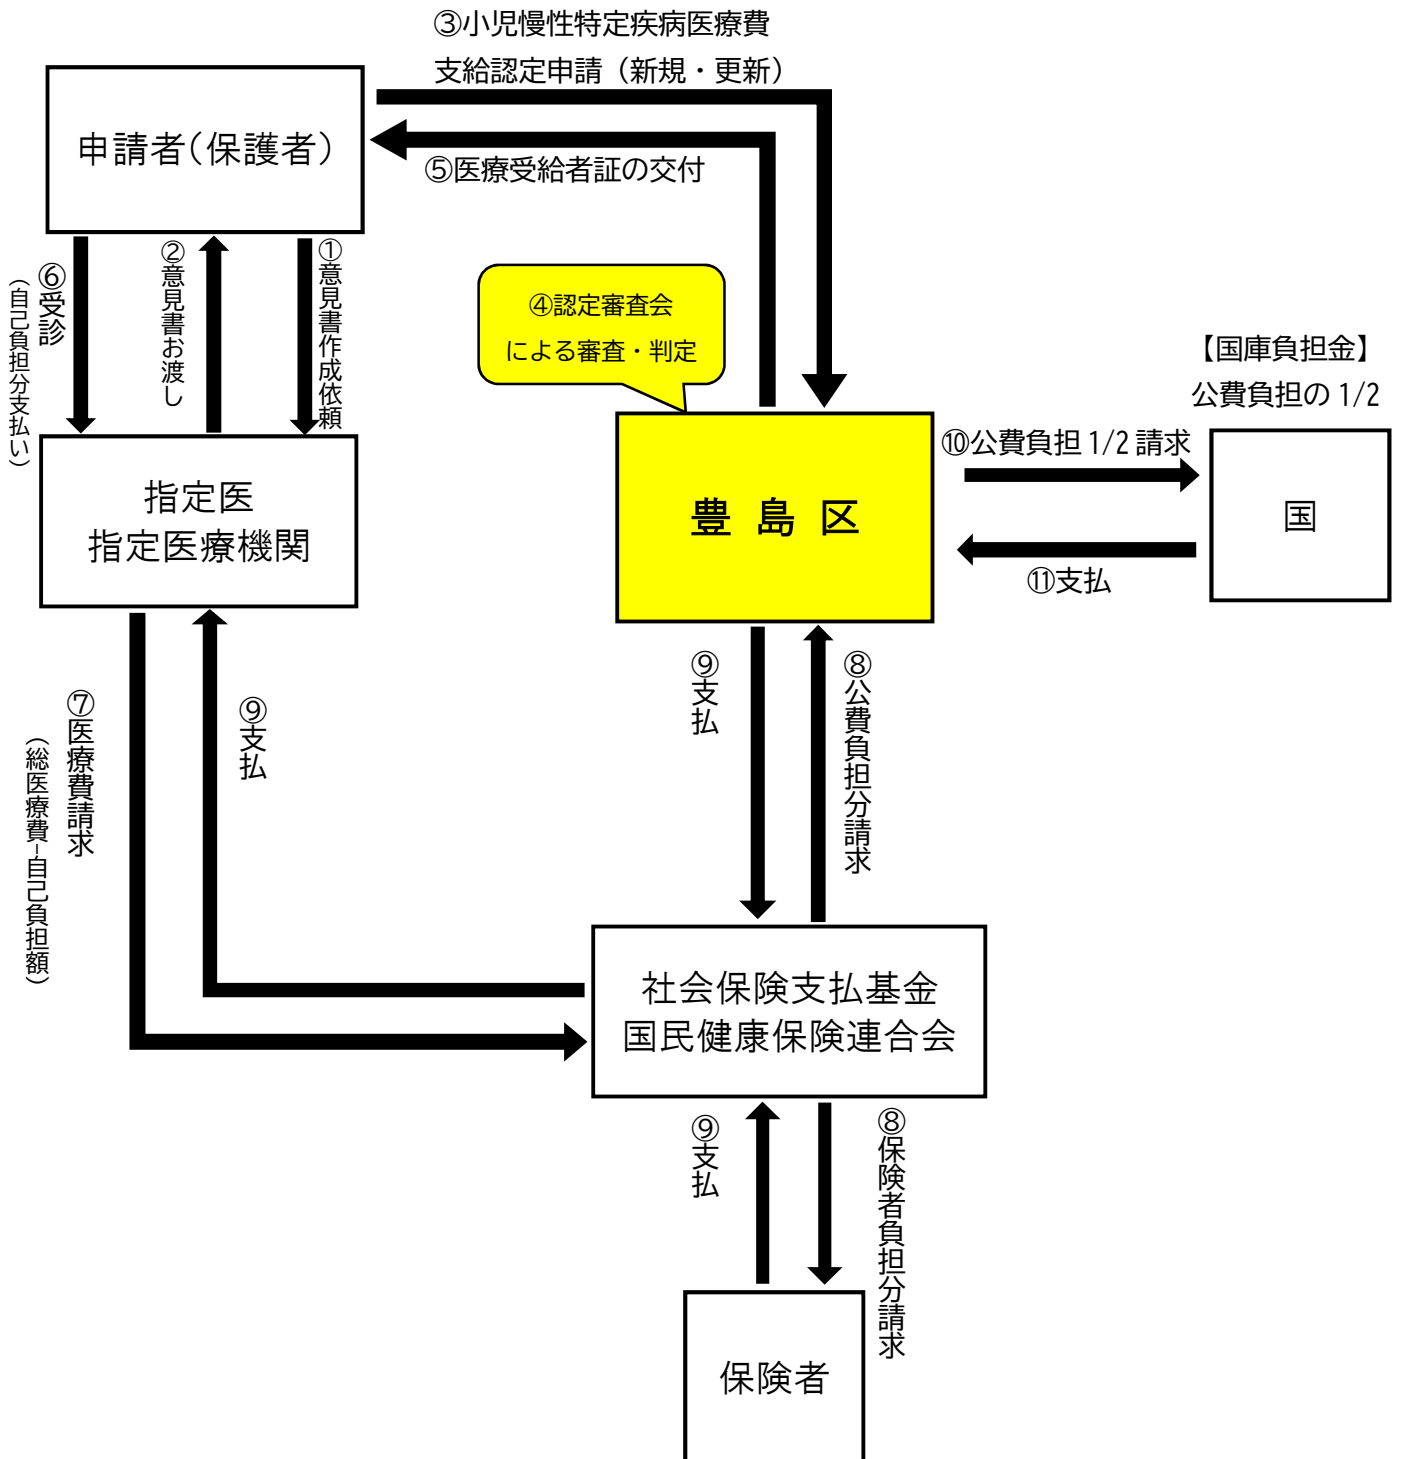 ③小児慢性特定疾病医療費
支給認定申請（新規・更新）
申請者（保護者）
⑤医療受給者証の交付
①意見書作成依頼
②意見書お渡し
⑥受診
（自己負担分支払い）
④認定審査会
による審査・判定
【国庫負担金】
公費負担の 1/2
⑩公費負担 1/2 請求
指定医
指定医療機関
豊 島 区
国
⑪支払
⑧公費負担分請求
⑨支払
⑨支払
⑦医療費請求
（総医療費-自己負担額）
社会保険支払基金
国民健康保険連合会
⑧保険者負担分請求
⑨支払
保険者